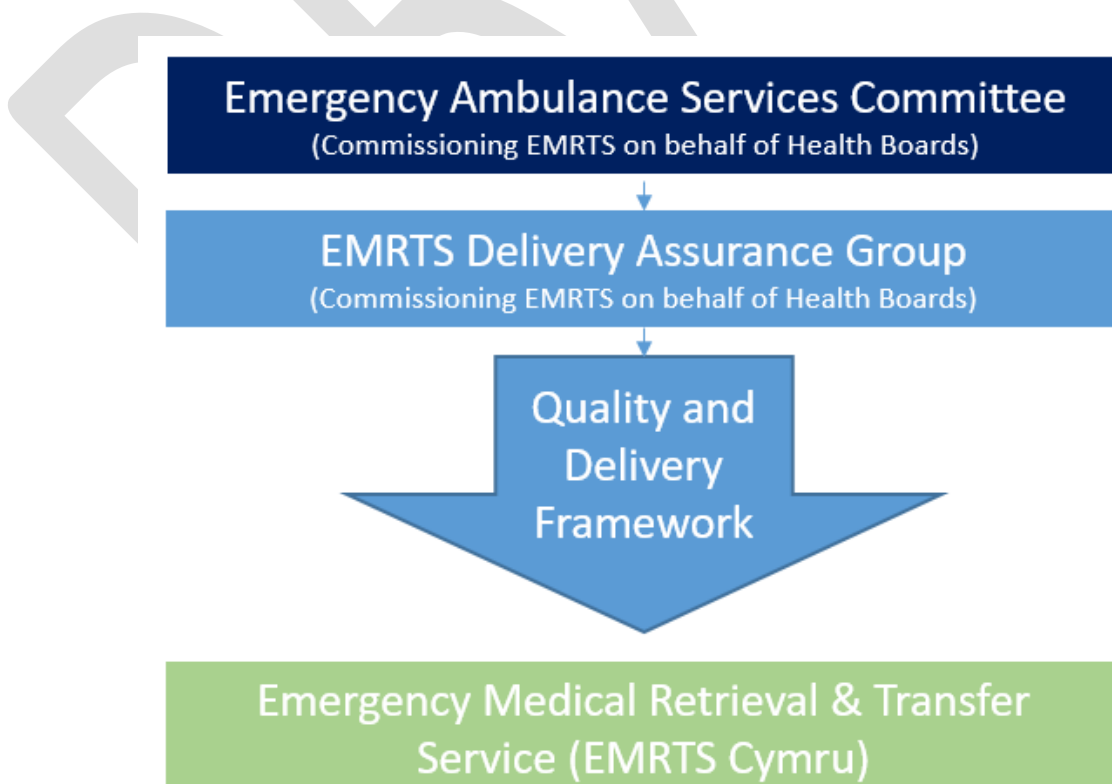 Emergency Ambulance Services Committee
(Commissioning EMRTS on behalf of Health Boards)
EMRTS Delivery Assurance Group
(Commissioning EMRTS on behalf of Health Boards)
Quality and
Delivery
Framework
Emergency Medical Retrieval & Transfer
Service (EMRTS Cymru)